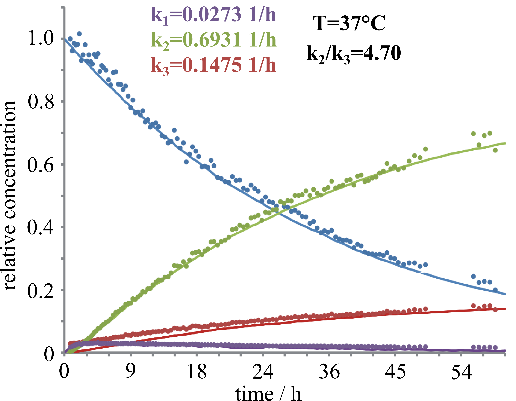 k₁=0.0273 1/h
k₂=0.6931 1/h
k₃=0.1475 1/h
T=37°C
k₂/k₃=4.70
relative concentration
1.0
0.8
0.6
0.4
0.2
0
0 9 18 24 36 45 54
time / h